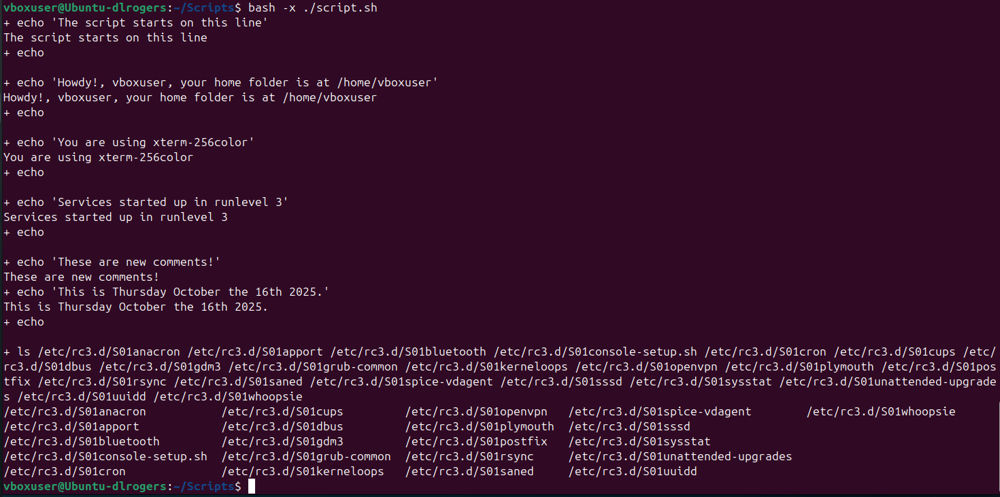 vboxuser@Ubuntu-dlrogers:~/Scripts$ bash -x ./script.sh
+ echo 'The script starts on this line'
The script starts on this line
+ echo

+ echo 'Howdy!, vboxuser, your home folder is at /home/vboxuser'
Howdy!, vboxuser, your home folder is at /home/vboxuser
+ echo

+ echo 'You are using xterm-256color'
You are using xterm-256color
+ echo

+ echo 'Services started up in runlevel 3'
Services started up in runlevel 3
+ echo

+ echo 'These are new comments!'
These are new comments!
+ echo 'This is Thursday October the 16th 2025.'
This is Thursday October the 16th 2025.
+ echo

+ ls /etc/rc3.d/S01anacron /etc/rc3.d/S01apport /etc/rc3.d/S01bluetooth /etc/rc3.d/S01console-setup.sh /etc/rc3.d/S01cron /etc/rc3.d/S01cups /etc/
rc3.d/S01dbus /etc/rc3.d/S01gdm3 /etc/rc3.d/S01grub-common /etc/rc3.d/S01kerneloops /etc/rc3.d/S01openvpn /etc/rc3.d/S01plymouth /etc/rc3.d/S01pos
tfix /etc/rc3.d/S01rsync /etc/rc3.d/S01saned /etc/rc3.d/S01spice-vdagent /etc/rc3.d/S01sssd /etc/rc3.d/S01sysstat /etc/rc3.d/S01unattended-upgrade
s /etc/rc3.d/S01uuidd /etc/rc3.d/S01whoopsie
/etc/rc3.d/S01anacron           /etc/rc3.d/S01cups         /etc/rc3.d/S01openvpn   /etc/rc3.d/S01spice-vdagent        /etc/rc3.d/S01whoopsie
/etc/rc3.d/S01apport            /etc/rc3.d/S01dbus         /etc/rc3.d/S01plymouth  /etc/rc3.d/S01sssd
/etc/rc3.d/S01bluetooth         /etc/rc3.d/S01gdm3         /etc/rc3.d/S01postfix   /etc/rc3.d/S01sysstat
/etc/rc3.d/S01console-setup.sh  /etc/rc3.d/S01grub-common  /etc/rc3.d/S01rsync     /etc/rc3.d/S01unattended-upgrades
/etc/rc3.d/S01cron              /etc/rc3.d/S01kerneloops   /etc/rc3.d/S01saned     /etc/rc3.d/S01uuidd
vboxuser@Ubuntu-dlrogers:~/Scripts$